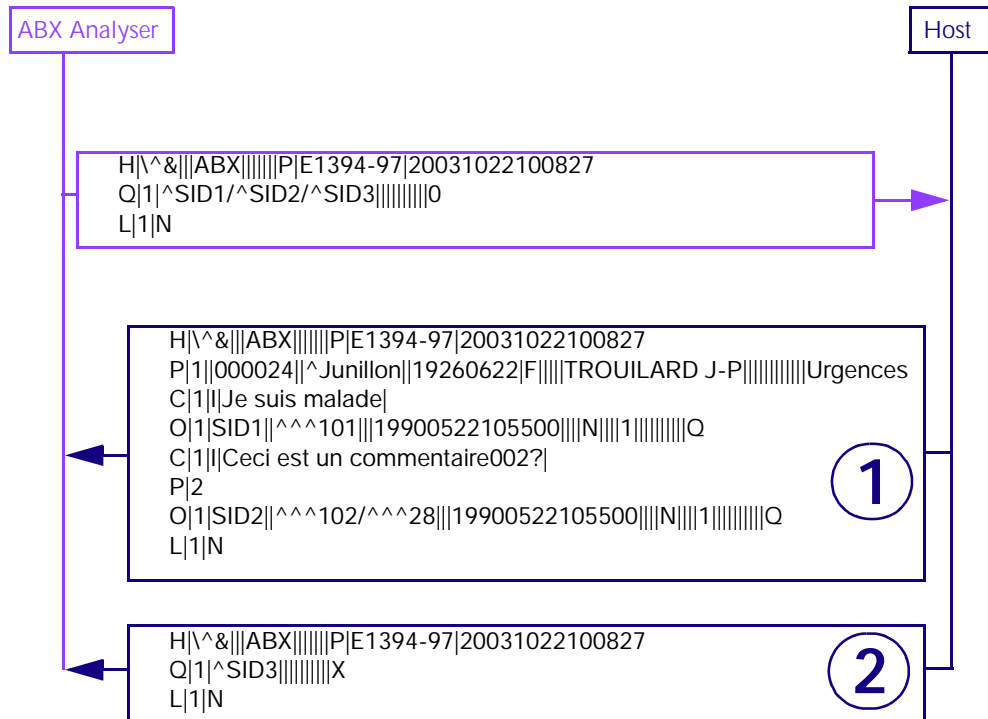 ABX Analyser
Host
H|\^&|||ABX|||||||P|E1394-97|20031022100827
Q|1|^SID1/^SID2/^SID3||||||||||0
L|1|N
H|\^&|||ABX|||||||P|E1394-97|20031022100827
P|1||000024||^Junillon||19260622|F|||||TROUILARD J-P||||||||||||Urgences
C|1|I|Je suis malade|
O|1|SID1||^^^101|||19900522105500||||N||||1||||||||||Q
C|1|I|Ceci est un commentaire002?|
P|2
O|1|SID2||^^^102/^^^28|||19900522105500||||N||||1||||||||||Q
L|1|N
1
H|\^&|||ABX|||||||P|E1394-97|20031022100827
Q|1|^SID3||||||||||X
L|1|N
2